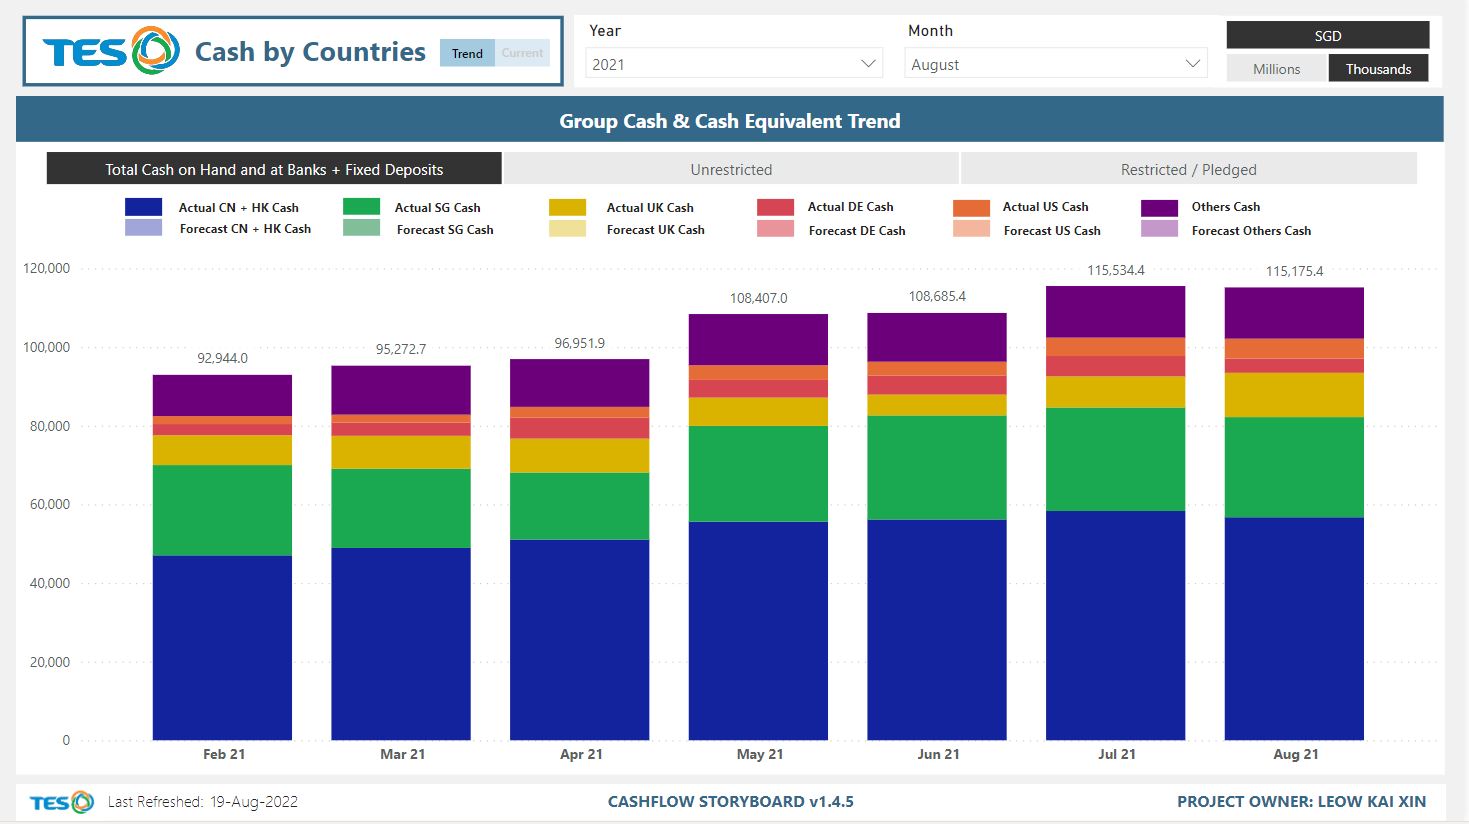 TES Cash by Countries Trend Current
Year
2021
Month
August
SGD
Millions Thousands
Group Cash & Cash Equivalent Trend
Total Cash on Hand and at Banks + Fixed Deposits Unrestricted Restricted / Pledged
Actual CN + HK Cash Actual SG Cash Actual UK Cash Actual DE Cash Actual US Cash Others Cash
Forecast CN + HK Cash Forecast SG Cash Forecast UK Cash Forecast DE Cash Forecast US Cash Forecast Others Cash
120,000
100,000
80,000
60,000
40,000
20,000
0
92,944.0
95,272.7
96,951.9
108,407.0
108,685.4
115,534.4
115,175.4
Feb 21 Mar 21 Apr 21 May 21 Jun 21 Jul 21 Aug 21
TES Last Refreshed: 19-Aug-2022 CASHFLOW STORYBOARD v1.4.5 PROJECT OWNER: LEOW KAI XIN